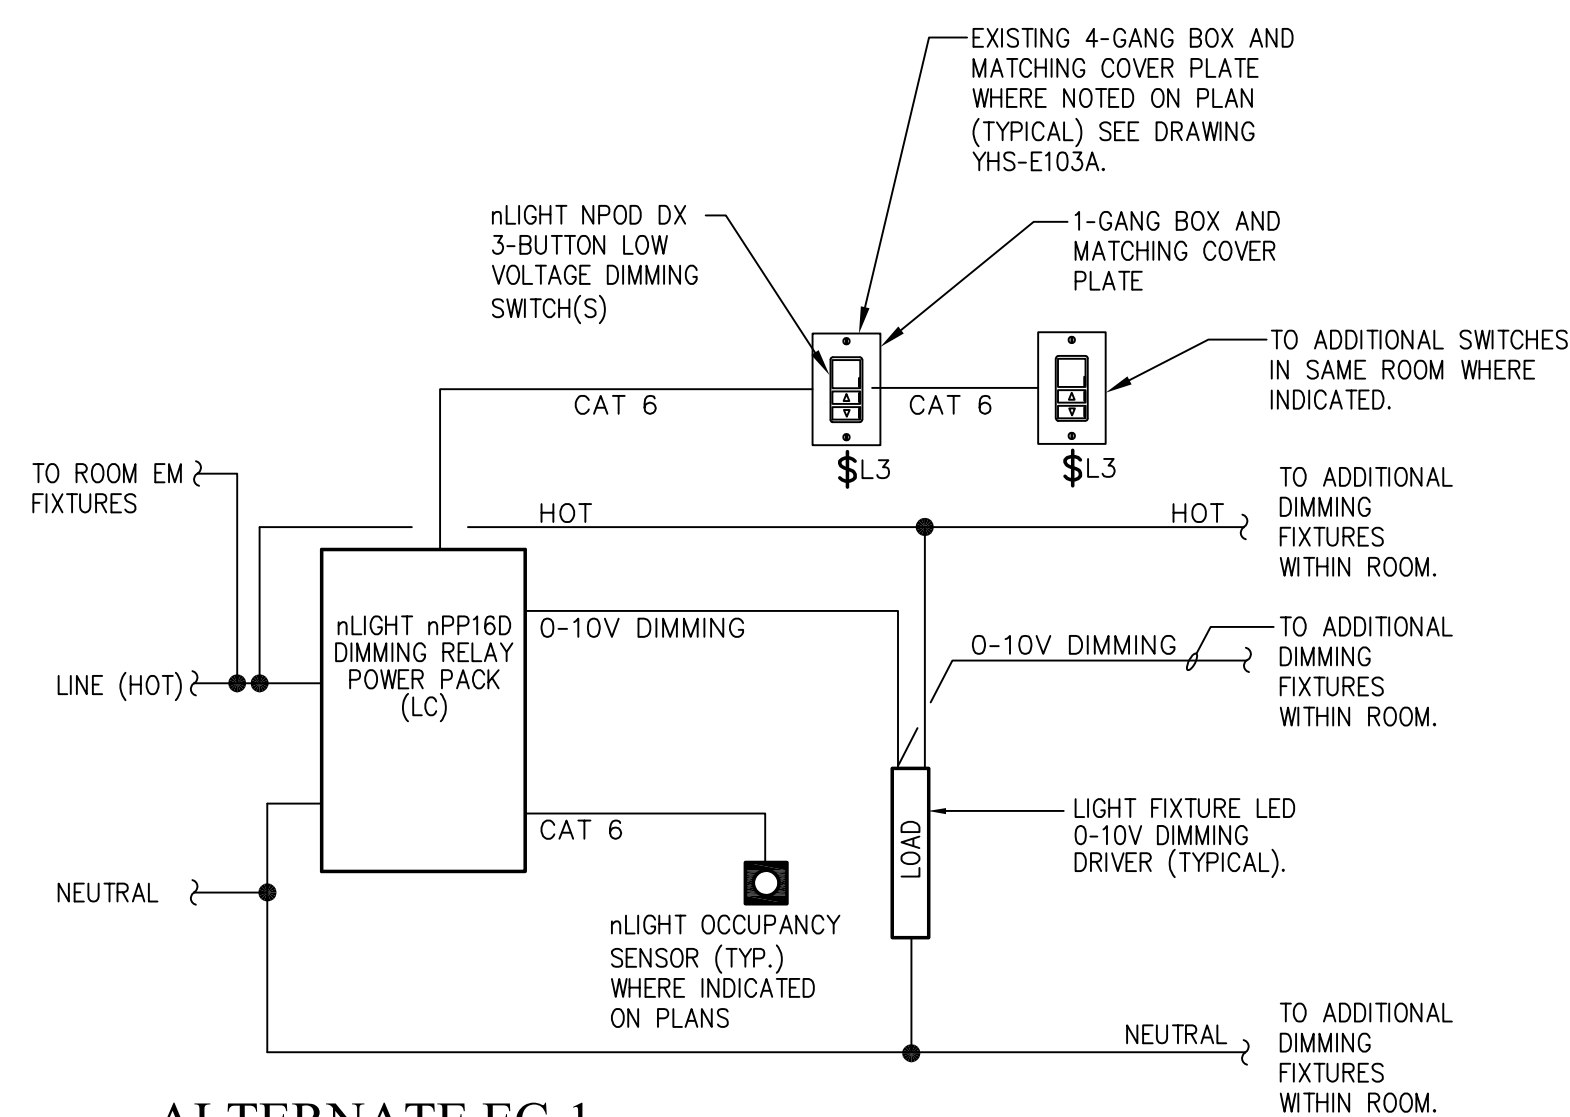 EXISTING 4-GANG BOX AND
MATCHING COVER PLATE
WHERE NOTED ON PLAN
(TYPICAL) SEE DRAWING
YHS-E103A.
nLIGHT NPOD DX
3-BUTTON LOW
VOLTAGE DIMMING
SWITCH(S)
1-GANG BOX AND
MATCHING COVER
PLATE
TO ADDITIONAL SWITCHES
IN SAME ROOM WHERE
INDICATED.
CAT 6
CAT 6
$L3
$L3
TO ROOM EM
FIXTURES
HOT
HOT
TO ADDITIONAL
DIMMING
FIXTURES
WITHIN ROOM.
nLIGHT nPP16D
DIMMING RELAY
POWER PACK
(LC)
0-10V DIMMING
0-10V DIMMING
TO ADDITIONAL
DIMMING
FIXTURES
WITHIN ROOM.
LINE (HOT)
CAT 6
LOAD
LIGHT FIXTURE LED
0-10V DIMMING
DRIVER (TYPICAL).
NEUTRAL
nLIGHT OCCUPANCY
SENSOR (TYP.)
WHERE INDICATED
ON PLANS
NEUTRAL
TO ADDITIONAL
DIMMING
FIXTURES
WITHIN ROOM.
ALTERNATE EC-1